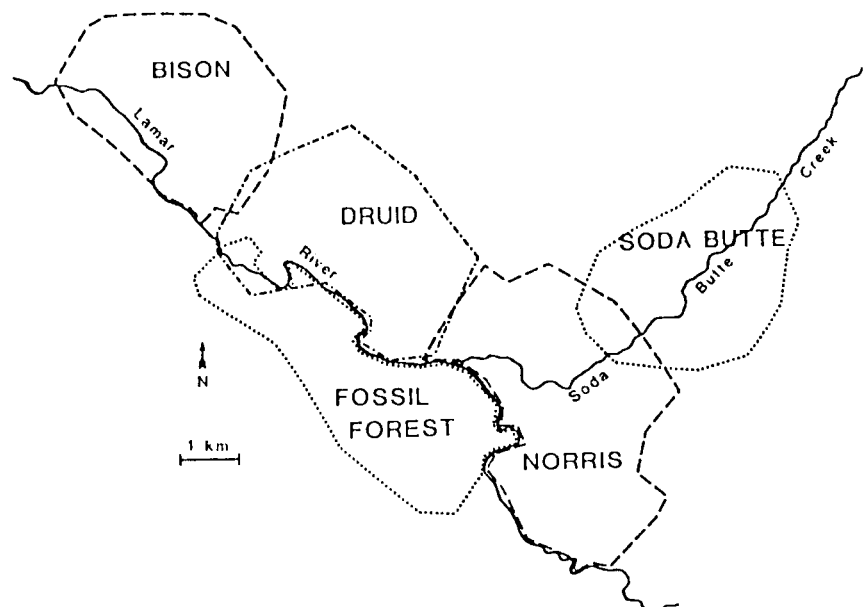 BISON
Lamar
DRUID
River
SODA BUTTE
Creek
Butte
Soda
N
1 km
FOSSIL
FOREST
NORRIS